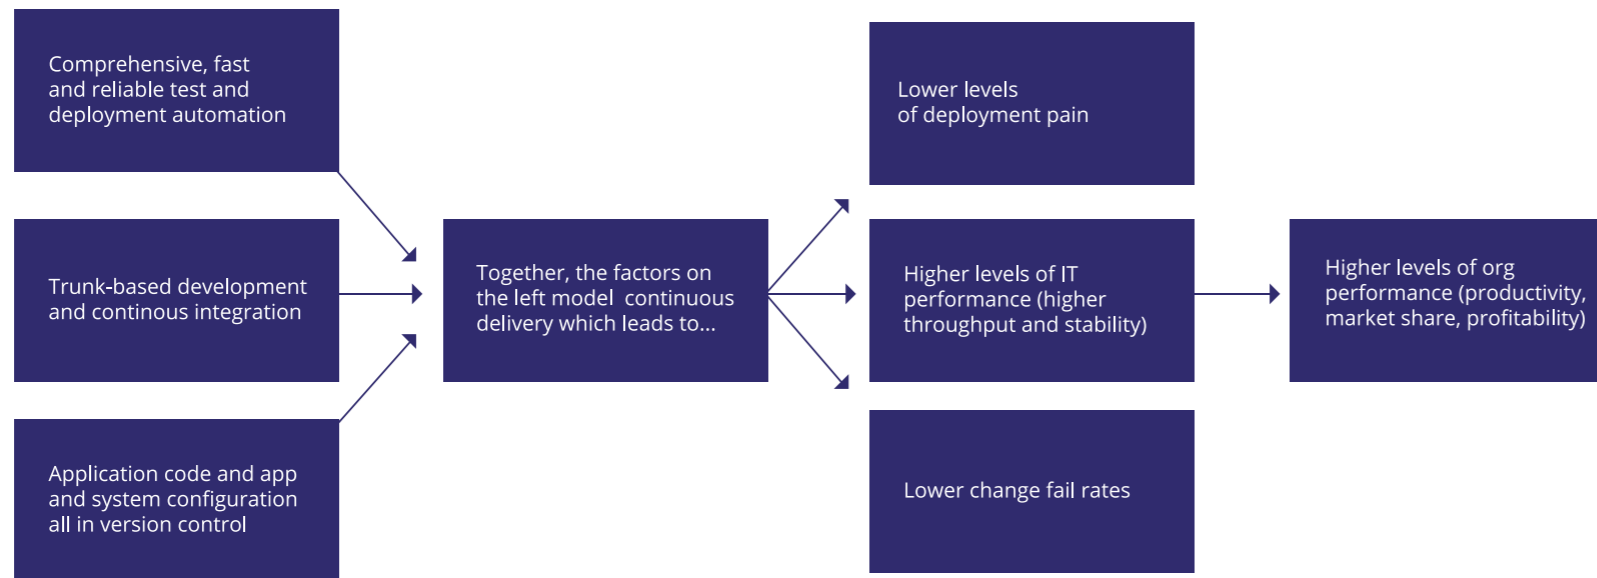 Comprehensive, fast
and reliable test and
deployment automation
Trunk-based development
and continous integration
Application code and app
and system configuration
all in version control
Together, the factors on
the left model continuous
delivery which leads to...
Lower levels
of deployment pain
Higher levels of IT
performance (higher
throughput and stability)
Lower change fail rates
Higher levels of org
performance (productivity,
market share, profitability)